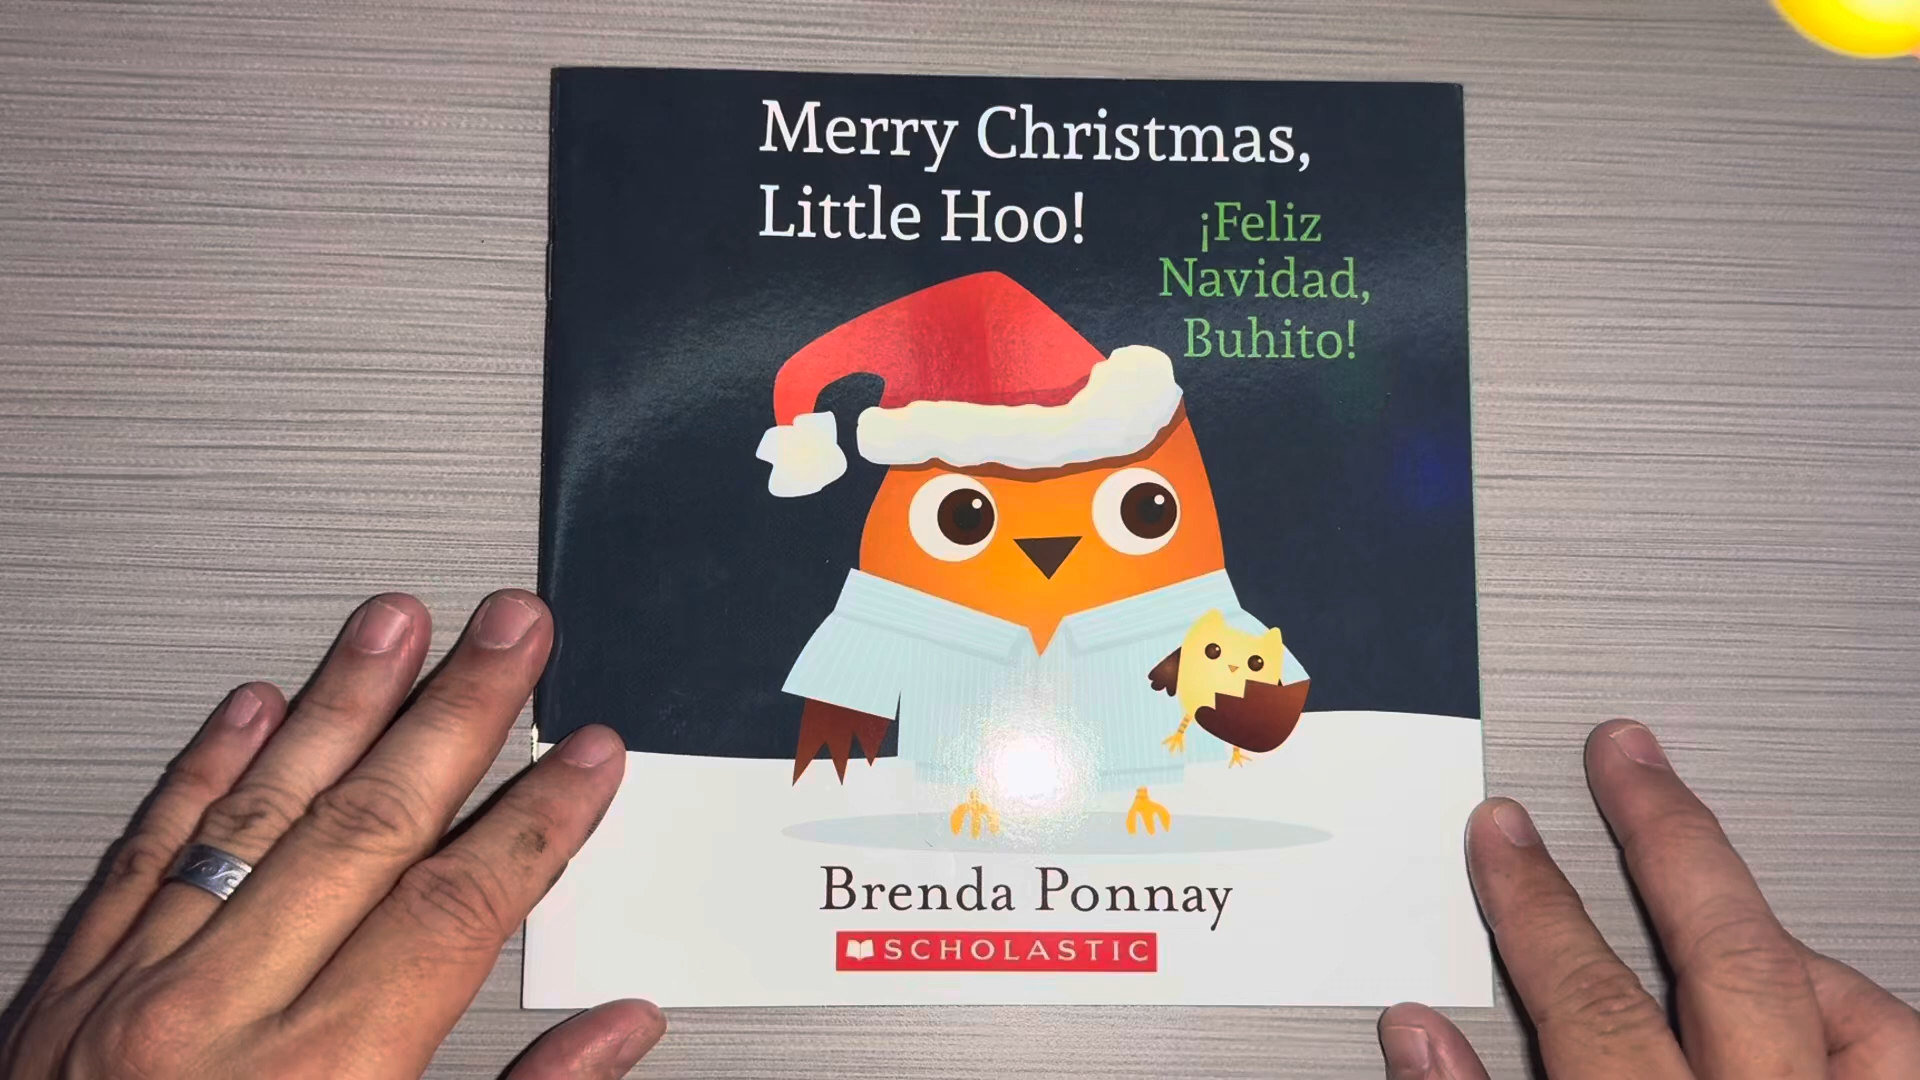 Merry Christmas,
Little Hoo!
¡Feliz
Navidad,
Buhito!
Brenda Ponnay
SCHOLASTIC